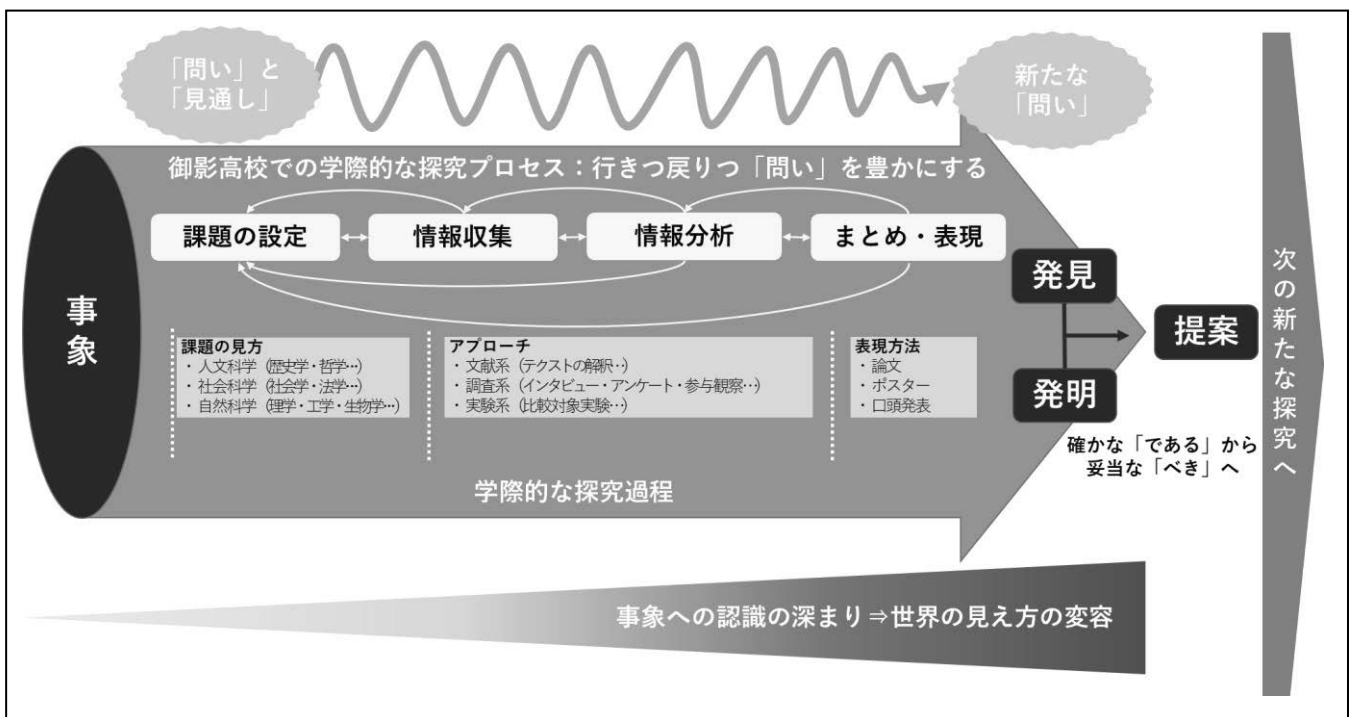 「問い」と
「見通し」
新たな
「問い」
御影高校での学際的な探究プロセス：行きつ戻りつ「問い」を豊かにする
課題の設定
情報収集
情報分析
まとめ・表現
事象
発見
発明
提案
次の新たな探究へ
課題の見方
・人文科学（歴史学・哲学…）
・社会科学（社会学・法学…）
・自然科学（理学・工学・生物学…）
アプローチ
・文献系（テクストの解釈…）
・調査系（インタビュー・アンケート・参与観察…）
・実験系（比較対象実験…）
表現方法
・論文
・ポスター
・口頭発表
確かな「である」から
妥当な「べき」へ
学際的な探究過程
事象への認識の深まり⇒世界の見え方の変容